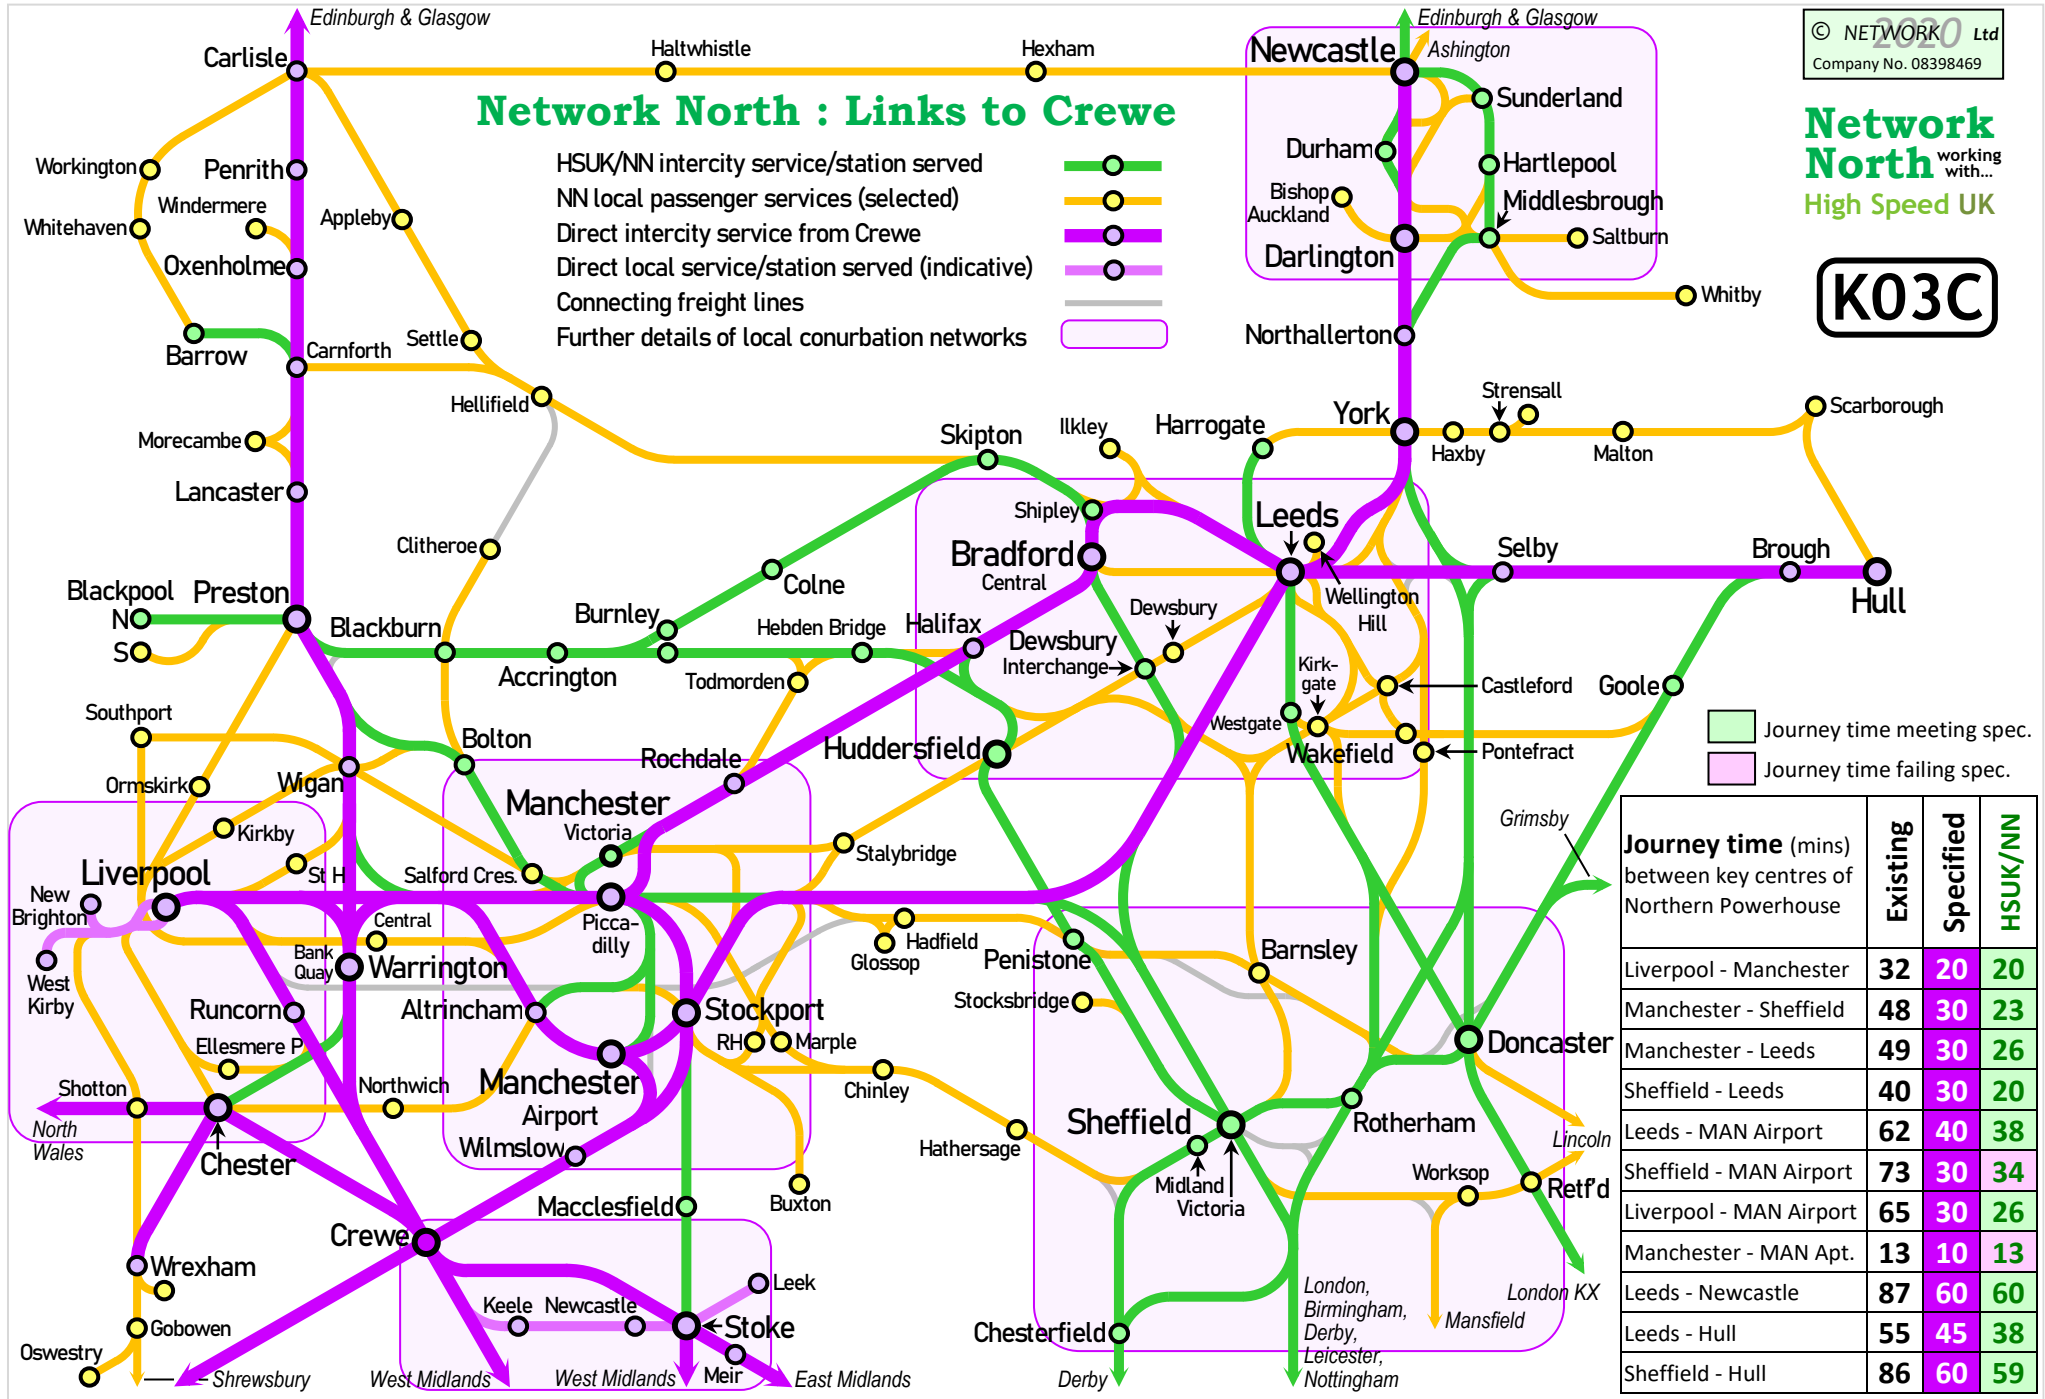 Edinburgh & Glasgow
Edinburgh & Glasgow
Carlisle
Haltwhistle
Hexham
Newcastle
Ashington
© NETWORK 2020 Ltd
Company No. 08398469
Network North : Links to Crewe
Sunderland
Network
North working with...
High Speed UK
HSUK/NN intercity service/station served
NN local passenger services (selected)
Direct intercity service from Crewe
Direct local service/station served (indicative)
Connecting freight lines
Further details of local conurbation networks
Workington
Penrith
Durham
Hartlepool
Windermere
Whitehaven
Appleby
Bishop
Auckland
Middlesbrough
Saltburn
Oxenholme
Darlington
Whitby
K03C
Barrow
Carnforth
Settle
Northallerton
Hellifield
Strensall
Scarborough
York
Haxby
Malton
Morecambe
Skipton
Ilkley
Harrogate
Lancaster
Shipley
Leeds
Clitheroe
Bradford
Central
Selby
Brough
Hull
Blackpool
N
S
Preston
Colne
Wellington
Hill
Blackburn
Burnley
Hebden Bridge
Halifax
Dewsbury
Dewsbury
Interchange
Accrington
Todmorden
Kirk-
gate
Castleford
Goole
Southport
Bolton
Westgate
Wakefield
Pontefract
Huddersfield
Rochdale
Ormskirk
Wigan
Journey time meeting spec.
Journey time failing spec.
Manchester
Victoria
Kirkby
Stalybridge
Grimsby
Liverpool
St H
Salford Cres.
New
Brighton
Central
Picca-
dilly
Hadfield
Glossop
Penistone
Barnsley
Bank
Quay
Warrington
West
Kirby
Runcorn
Altrincham
Stockport
Stocksbridge
Ellesmere P
RH
Marple
Doncaster
Shotton
Northwich
Manchester
Airport
Chinley
North
Wales
Chester
Wilmslow
Hathersage
Sheffield
Rotherham
Lincoln
Buxton
Midland
Victoria
Worksop
Retf'd
Macclesfield
Crewe
Wrexham
Leek
Keele
Newcastle
Stoke
London KX
Mansfield
Gobowen
Chesterfield
London,
Birmingham,
Derby,
Leicester,
Nottingham
Oswestry
Shrewsbury
West Midlands
West Midlands
Meir
East Midlands
Derby
Journey time (mins) between key centres of Northern Powerhouse Existing Specified HSUK/NN
Liverpool - Manchester 32 20 20
Manchester - Sheffield 48 30 23
Manchester - Leeds 49 30 26
Sheffield - Leeds 40 30 20
Leeds - MAN Airport 62 40 38
Sheffield - MAN Airport 73 30 34
Liverpool - MAN Airport 65 30 26
Manchester - MAN Apt. 13 10 13
Leeds - Newcastle 87 60 60
Leeds - Hull 55 45 38
Sheffield - Hull 86 60 59